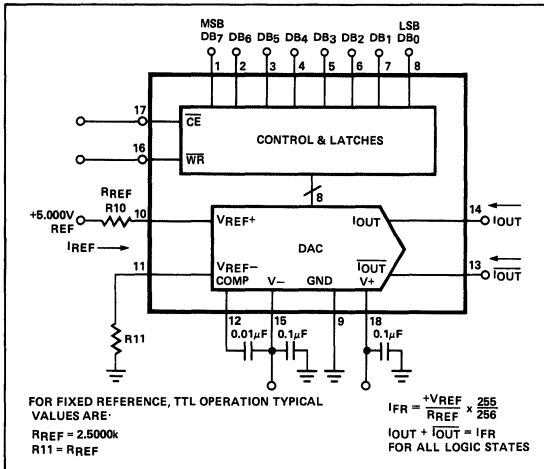 MSB LSB
DB7 DB6 DB5 DB4 DB3 DB2 DB1 DB0
1 2 3 4 5 6 7 8
17 CE
CONTROL & LATCHES
16 WR
8
RREF
R10
+5.000V
REF
10
VREF+
IOUT
14
IOUT
IREF
DAC
11
VREF-
IOUT
13
IOUT
COMP V- GND V+
12 15 9 18
0.01µF 0.1µF 0.1µF
R11
FOR FIXED REFERENCE, TTL OPERATION TYPICAL
VALUES ARE·
RREF = 2.5000k
R11 = RREF
IFR = +VREF / RREF x 255 / 256
IOUT + IOUT = IFR
FOR ALL LOGIC STATES